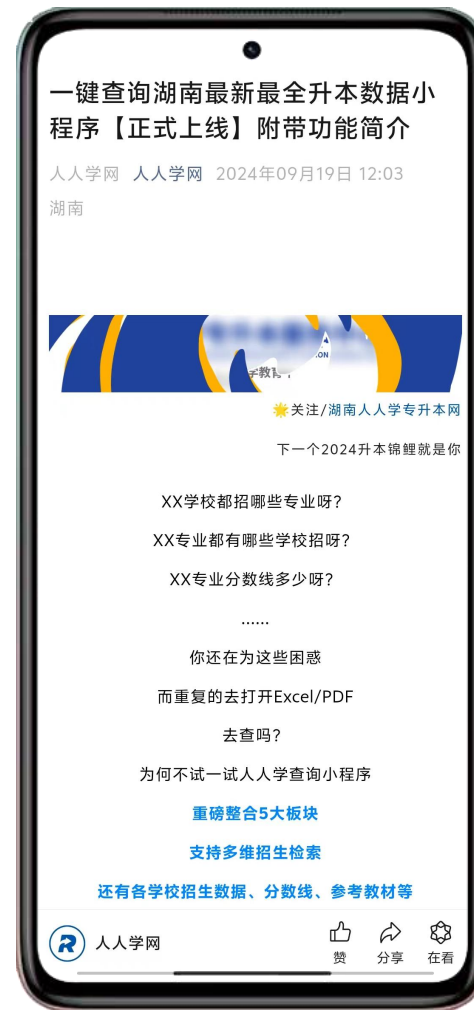 一键查询湖南最新最全升本数据小
程序【正式上线】附带功能简介
人人学网 人人学网 2024年09月19日 12:03
湖南
🌟关注/湖南人人学专升本网
下一个2024升本锦鲤就是你
XX学校都招哪些专业呀?
XX专业都有哪些学校招呀?
XX专业分数线多少呀?
......
你还在为这些困惑
而重复的去打开Excel/PDF
去查吗?
为何不试一试人人学查询小程序
重磅整合5大板块
支持多维招生检索
还有各学校招生数据、分数线、参考教材等
人人学网
赞 分享 在看